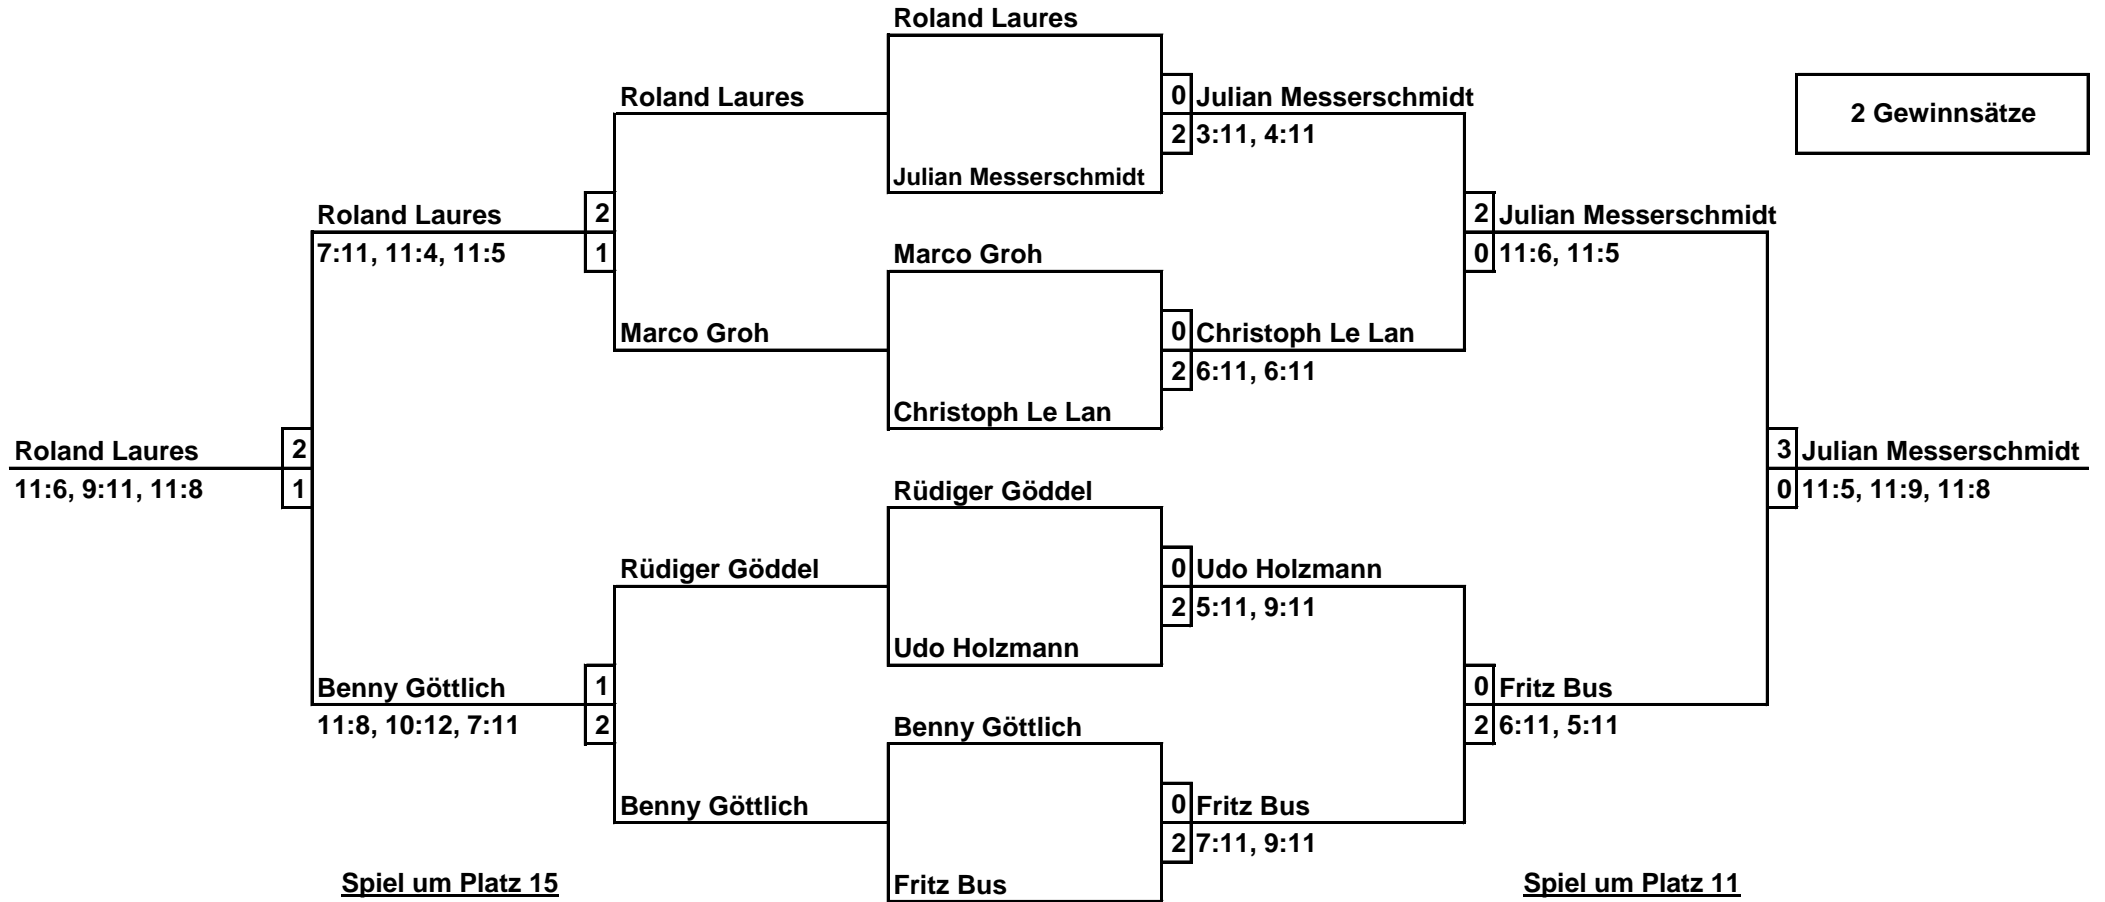 Roland Laures
Roland Laures
0 Julian Messerschmidt
2 Gewinnsätze
2 3:11, 4:11
Julian Messerschmidt
Roland Laures 2
2 Julian Messerschmidt
7:11, 11:4, 11:5 1
Marco Groh
0 11:6, 11:5
Marco Groh
0 Christoph Le Lan
2 6:11, 6:11
Christoph Le Lan
Roland Laures 2
3 Julian Messerschmidt
11:6, 9:11, 11:8 1
Rüdiger Göddel
0 11:5, 11:9, 11:8
Rüdiger Göddel
0 Udo Holzmann
2 5:11, 9:11
Udo Holzmann
Benny Göttlich 1
0 Fritz Bus
11:8, 10:12, 7:11 2
Benny Göttlich
2 6:11, 5:11
Benny Göttlich
0 Fritz Bus
2 7:11, 9:11
Spiel um Platz 15
Fritz Bus
Spiel um Platz 11